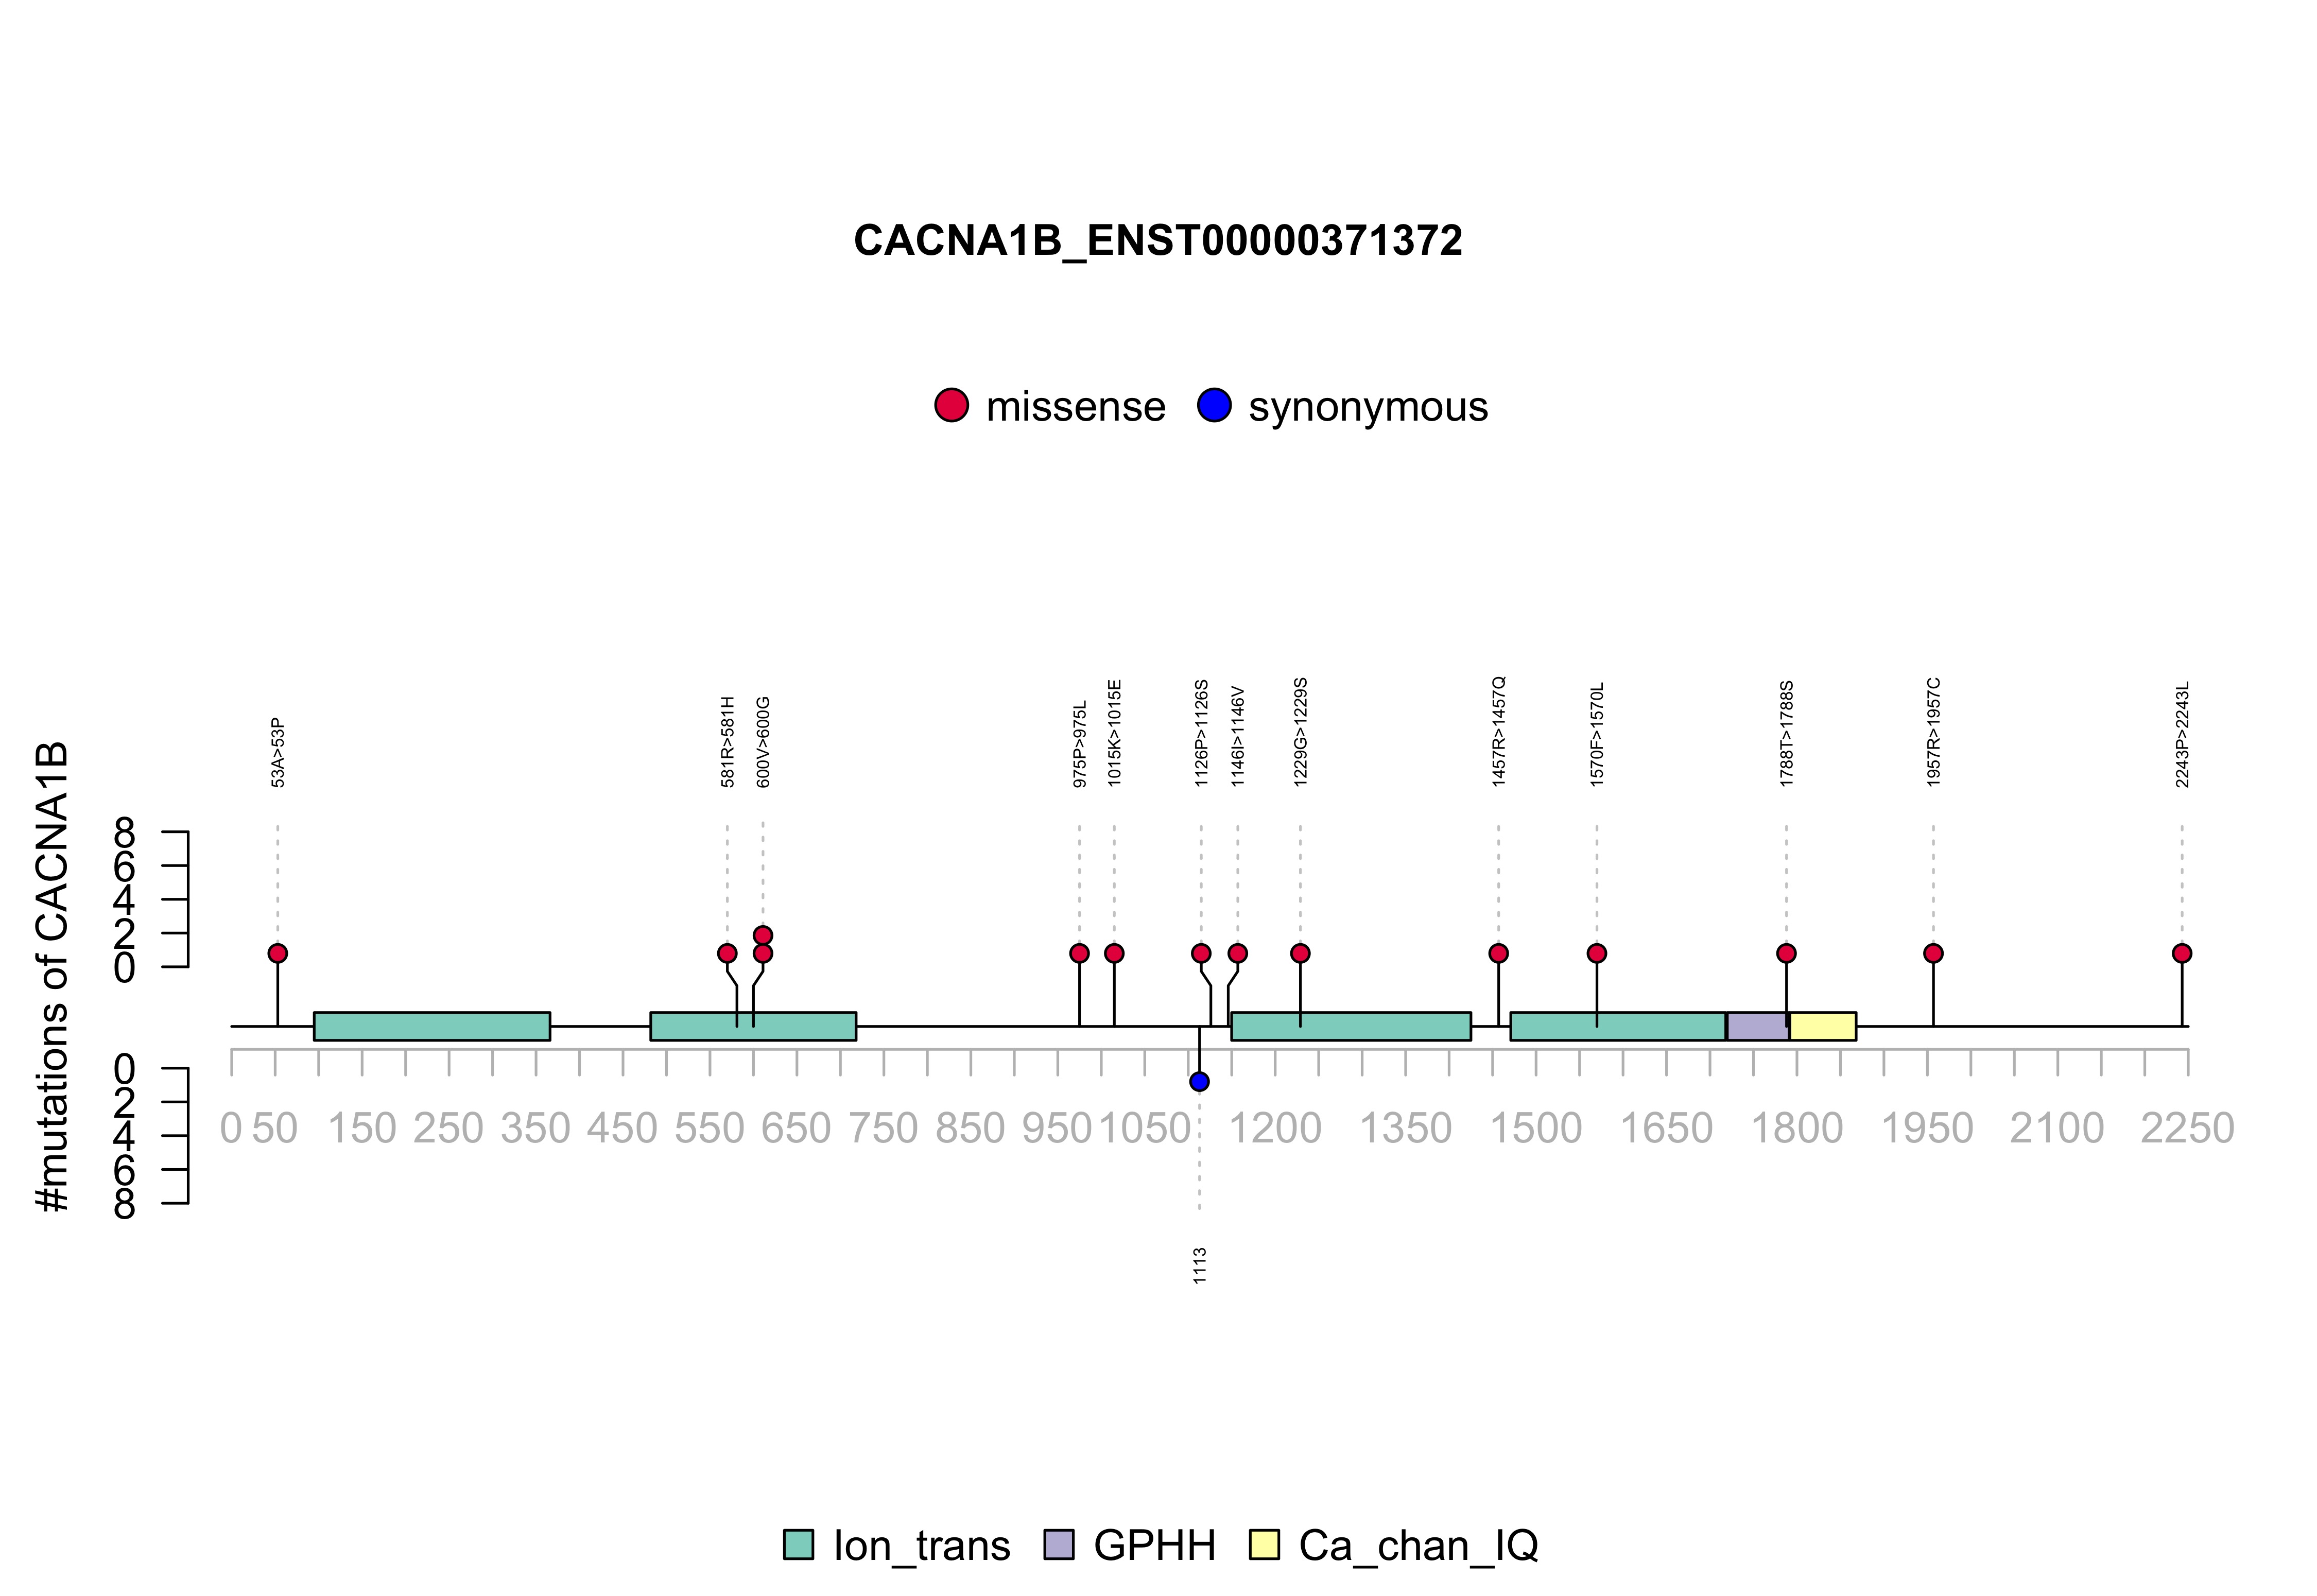 CACNA1B_ENST00000371372
missense synonymous
53A>53P 581R>581H 600V>600G 975P>975L 1015K>1015E 1126P>1126S 1146I>1146V 1229G>1229S 1457R>1457Q 1570F>1570L 1788T>1788S 1957R>1957C 2243P>2243L
#mutations of CACNA1B
8
6
4
2
0
0
2
4
6
8
0 50 150 250 350 450 550 650 750 850 950 1050 1200 1350 1500 1650 1800 1950 2100 2250
1113
Ion_trans GPHH Ca_chan_IQ